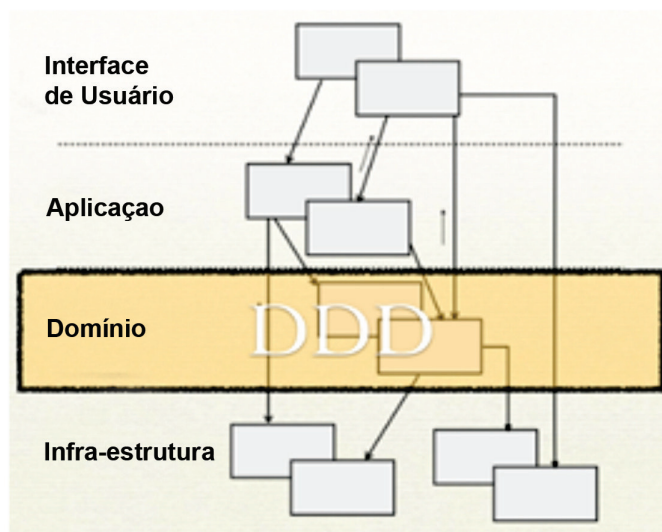 Interface
de Usuário
Aplicaçao
Domínio
DDD
Infra-estrutura